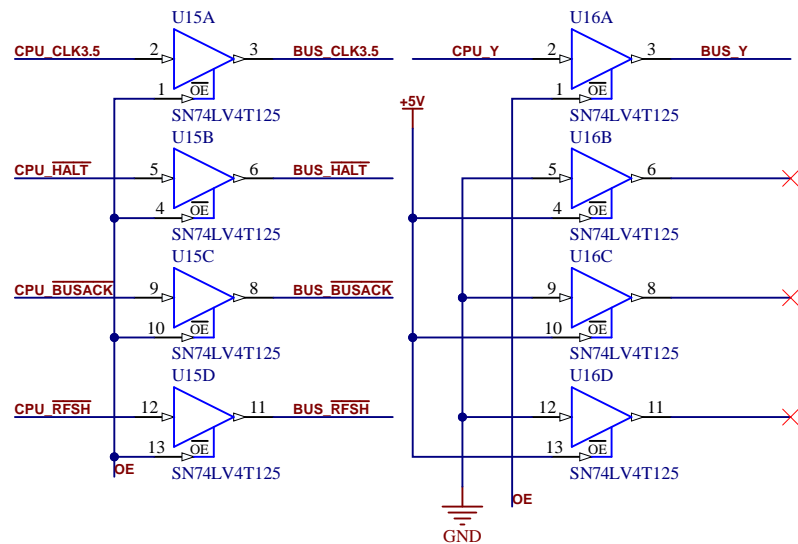 U15A
CPU_CLK3.5 2 3 BUS_CLK3.5
1 OE
SN74LV4T125
U15B
CPU_HALT 5 6 BUS_HALT
4 OE
SN74LV4T125
U15C
CPU_BUSACK 9 8 BUS_BUSACK
10 OE
SN74LV4T125
U15D
CPU_RFSH 12 11 BUS_RFSH
13 OE
OE SN74LV4T125
U16A
CPU_Y 2 3 BUS_Y
+5V 1 OE
SN74LV4T125
U16B
5 6
4 OE
SN74LV4T125
U16C
9 8
10 OE
SN74LV4T125
U16D
12 11
13 OE
SN74LV4T125
OE
GND